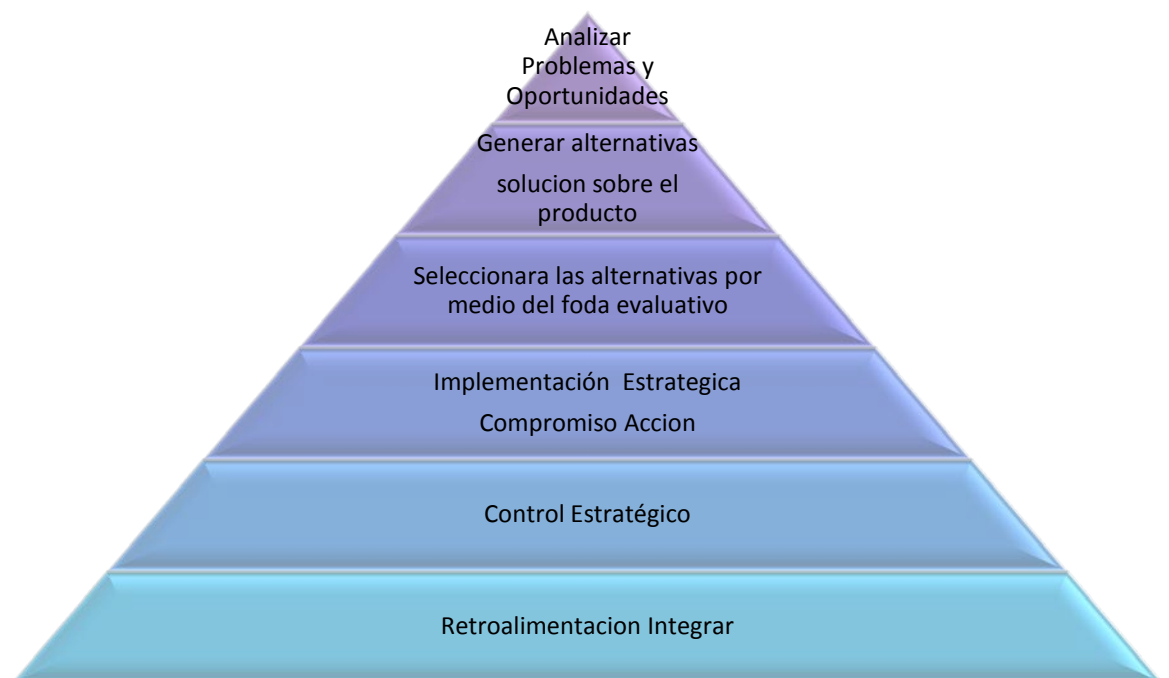 Analizar
Problemas y
Oportunidades
Generar alternativas
solucion sobre el
producto
Seleccionara las alternativas por
medio del foda evaluativo
Implementación  Estrategica
Compromiso Accion
Control Estratégico
Retroalimentacion Integrar